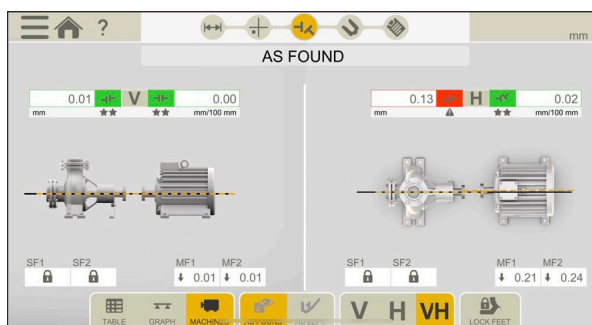 ?
mm
AS FOUND
0.01 V 0.00
mm mm/100 mm
0.13 H 0.02
mm mm/100 mm
SF1 SF2 MF1 MF2
0.01 0.01
SF1 SF2 MF1 MF2
0.21 0.24
TABLE GRAPH MACHINES AS FOUND V H VH LOCK FEET